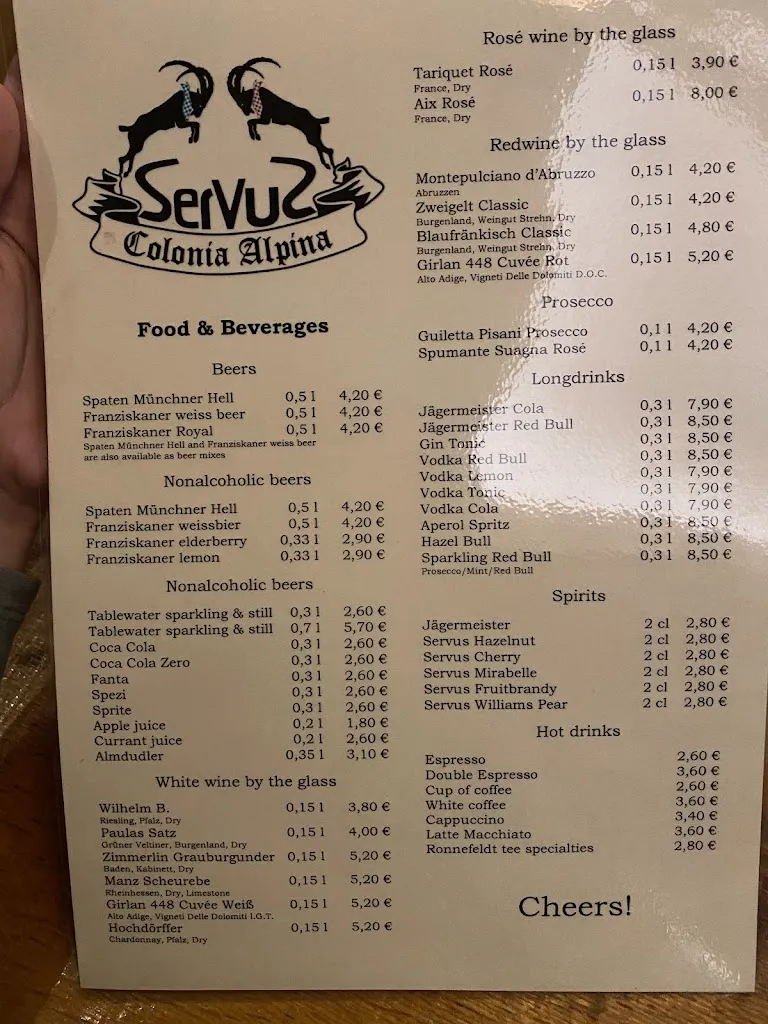 SerVuS
Colonia Alpina
Food & Beverages
Beers
Spaten Münchner Hell 0,5 l 4,20 €
Franziskaner weiss beer 0,5 l 4,20 €
Franziskaner Royal 0,5 l 4,20 €
Spaten Münchner Hell and Franziskaner weiss beer
are also available as beer mixes
Nonalcoholic beers
Spaten Münchner Hell 0,5 l 4,20 €
Franziskaner weissbier 0,5 l 4,20 €
Franziskaner elderberry 0,33 l 2,90 €
Franziskaner lemon 0,33 l 2,90 €
Nonalcoholic beers
Tablewater sparkling & still 0,3 l 2,60 €
Tablewater sparkling & still 0,7 l 5,70 €
Coca Cola 0,3 l 2,60 €
Coca Cola Zero 0,3 l 2,60 €
Fanta 0,3 l 2,60 €
Spezi 0,3 l 2,60 €
Sprite 0,3 l 2,60 €
Apple juice 0,2 l 1,80 €
Currant juice 0,2 l 2,60 €
Almdudler 0,35 l 3,10 €
White wine by the glass
Wilhelm B. 0,15 l 3,80 €
Riesling, Pfalz, Dry
Paulas Satz 0,15 l 4,00 €
Grüner Veltiner, Burgenland, Dry
Zimmerlin Grauburgunder 0,15 l 5,20 €
Baden, Kabinett, Dry
Manz Scheurebe 0,15 l 5,20 €
Rheinhessen, Dry, Limestone
Girlan 448 Cuvée Weiß 0,15 l 5,20 €
Alto Adige, Vigneti Delle Dolomiti I.G.T.
Hochdörffer 0,15 l 5,20 €
Chardonnay, Pfalz, Dry
Rosé wine by the glass
Tariquet Rosé 0,15 l 3,90 €
France, Dry
Aix Rosé 0,15 l 8,00 €
France, Dry
Redwine by the glass
Montepulciano d'Abruzzo 0,15 l 4,20 €
Abruzzen
Zweigelt Classic 0,15 l 4,20 €
Burgenland, Weingut Strehn, Dry
Blaufränkisch Classic 0,15 l 4,80 €
Burgenland, Weingut Strehn, Dry
Girlan 448 Cuvée Rot 0,15 l 5,20 €
Alto Adige, Vigneti Delle Dolomiti D.O.C.
Prosecco
Guiletta Pisani Prosecco 0,1 l 4,20 €
Spumante Suagna Rosé 0,1 l 4,20 €
Longdrinks
Jägermeister Cola 0,3 l 7,90 €
Jägermeister Red Bull 0,3 l 8,50 €
Gin Tonic 0,3 l 8,50 €
Vodka Red Bull 0,3 l 8,50 €
Vodka Lemon 0,3 l 7,90 €
Vodka Tonic 0,3 l 7,90 €
Vodka Cola 0,3 l 7,90 €
Aperol Spritz 0,3 l 8,50 €
Hazel Bull 0,3 l 8,50 €
Sparkling Red Bull 0,3 l 8,50 €
Prosecco/Mint/Red Bull
Spirits
Jägermeister 2 cl 2,80 €
Servus Hazelnut 2 cl 2,80 €
Servus Cherry 2 cl 2,80 €
Servus Mirabelle 2 cl 2,80 €
Servus Fruitbrandy 2 cl 2,80 €
Servus Williams Pear 2 cl 2,80 €
Hot drinks
Espresso 2,60 €
Double Espresso 3,60 €
Cup of coffee 2,60 €
White coffee 3,60 €
Cappuccino 3,40 €
Latte Macchiato 3,60 €
Ronnefeldt tee specialties 2,80 €
Cheers!